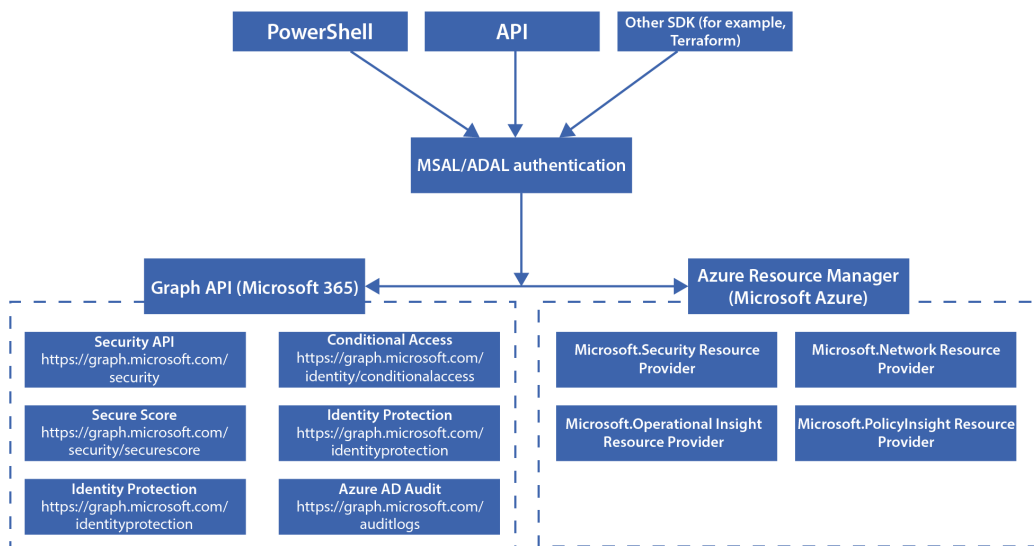 PowerShell
API
Other SDK (for example,
Terraform)
MSAL/ADAL authentication
Graph API (Microsoft 365)
Azure Resource Manager
(Microsoft Azure)
Security API
https://graph.microsoft.com/
security
Conditional Access
https://graph.microsoft.com/
identity/conditionalaccess
Secure Score
https://graph.microsoft.com/
security/securescore
Identity Protection
https://graph.microsoft.com/
identityprotection
Identity Protection
https://graph.microsoft.com/
identityprotection
Azure AD Audit
https://graph.microsoft.com/
auditlogs
Microsoft.Security Resource
Provider
Microsoft.Network Resource
Provider
Microsoft.Operational Insight
Resource Provider
Microsoft.PolicyInsight Resource
Provider